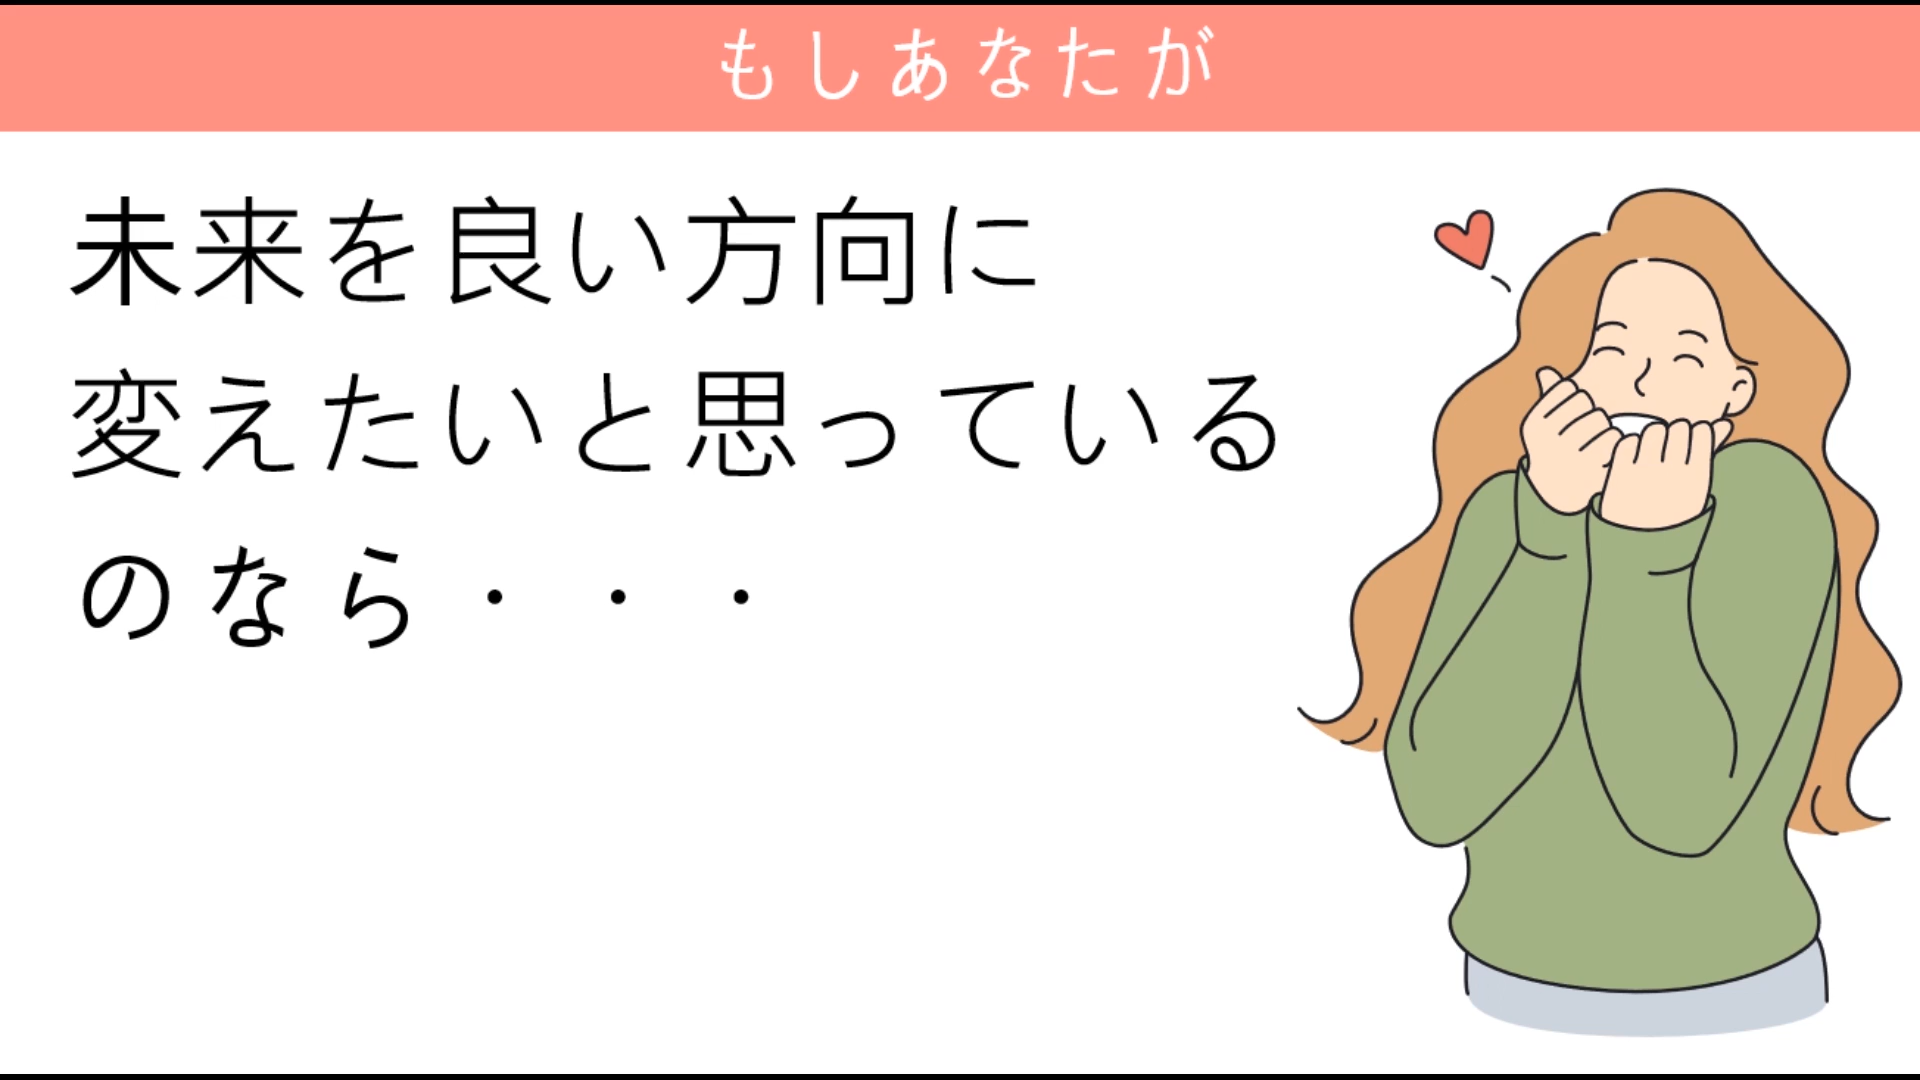 もしあなたが
未来を良い方向に
変えたいと思っている
のなら・・・